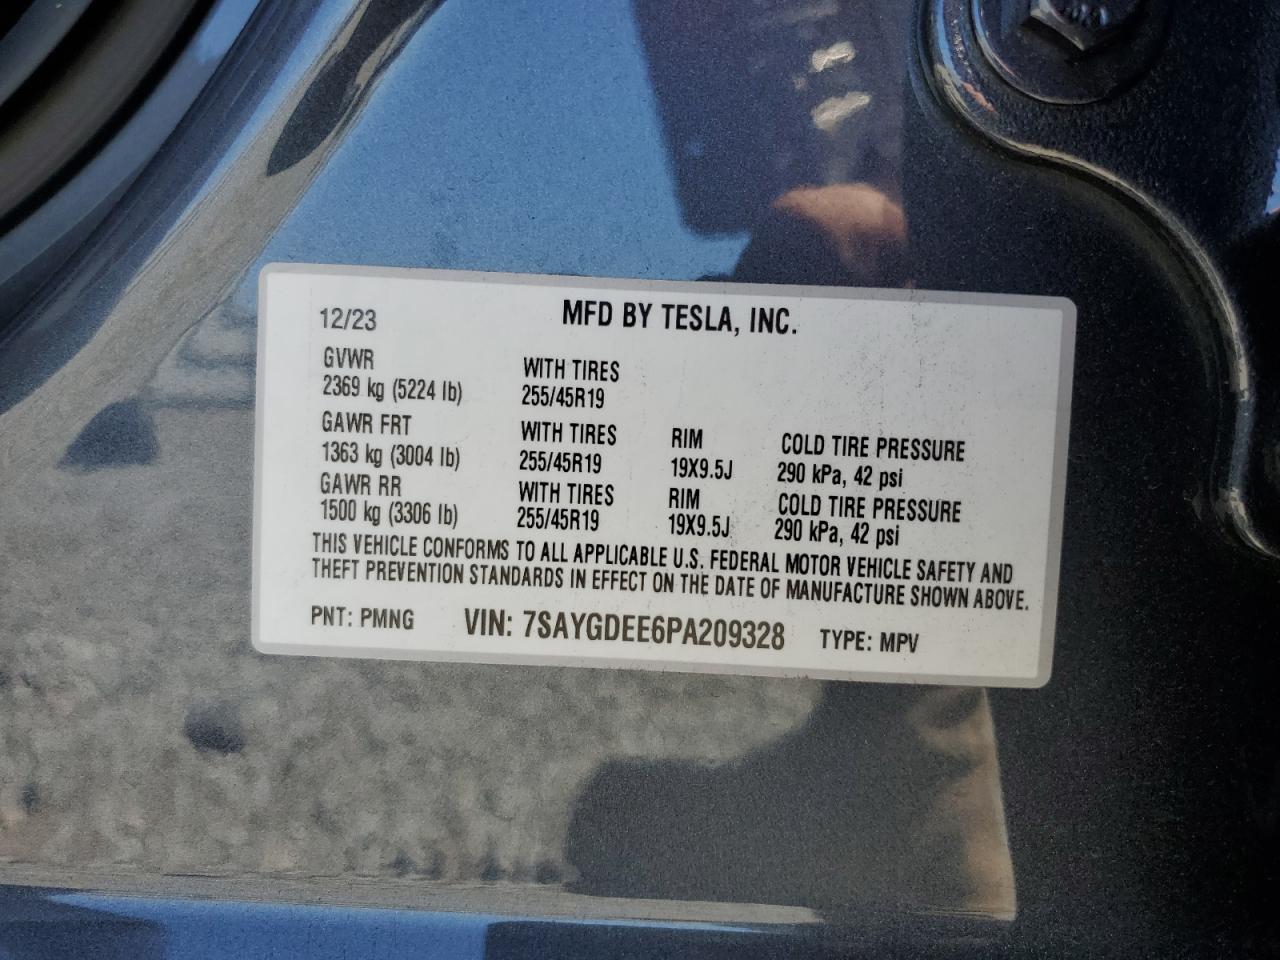 MFD BY TESLA, INC.
12/23
GVWR
2369 kg (5224 lb)
WITH TIRES
255/45R19
GAWR FRT
1363 kg (3004 lb)
WITH TIRES
255/45R19
RIM
19X9.5J
COLD TIRE PRESSURE
290 kPa, 42 psi
GAWR RR
1500 kg (3306 lb)
WITH TIRES
255/45R19
RIM
19X9.5J
COLD TIRE PRESSURE
290 kPa, 42 psi
THIS VEHICLE CONFORMS TO ALL APPLICABLE U.S. FEDERAL MOTOR VEHICLE SAFETY AND
THEFT PREVENTION STANDARDS IN EFFECT ON THE DATE OF MANUFACTURE SHOWN ABOVE.
PNT: PMNG VIN: 7SAYGDEE6PA209328 TYPE: MPV